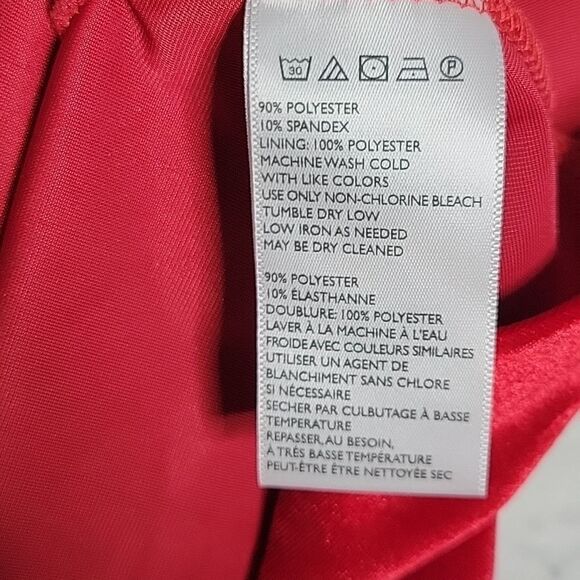 30 P
90% POLYESTER
10% SPANDEX
LINING: 100% POLYESTER
MACHINE WASH COLD
WITH LIKE COLORS
USE ONLY NON-CHLORINE BLEACH
TUMBLE DRY LOW
LOW IRON AS NEEDED
MAY BE DRY CLEANED
90% POLYESTER
10% ÉLASTHANNE
DOUBLURE: 100% POLYESTER
LAVER À LA MACHINE À L'EAU
FROIDE AVEC COULEURS SIMILAIRES
UTILISER UN AGENT DE
BLANCHIMENT SANS CHLORE
SI NÉCESSAIRE
SECHER PAR CULBUTAGE À BASSE
TEMPERATURE
REPASSER, AU BESOIN,
À TRÈS BASSE TEMPÉRATURE
PEUT-ÊTRE ÊTRE NETTOYÉE SEC